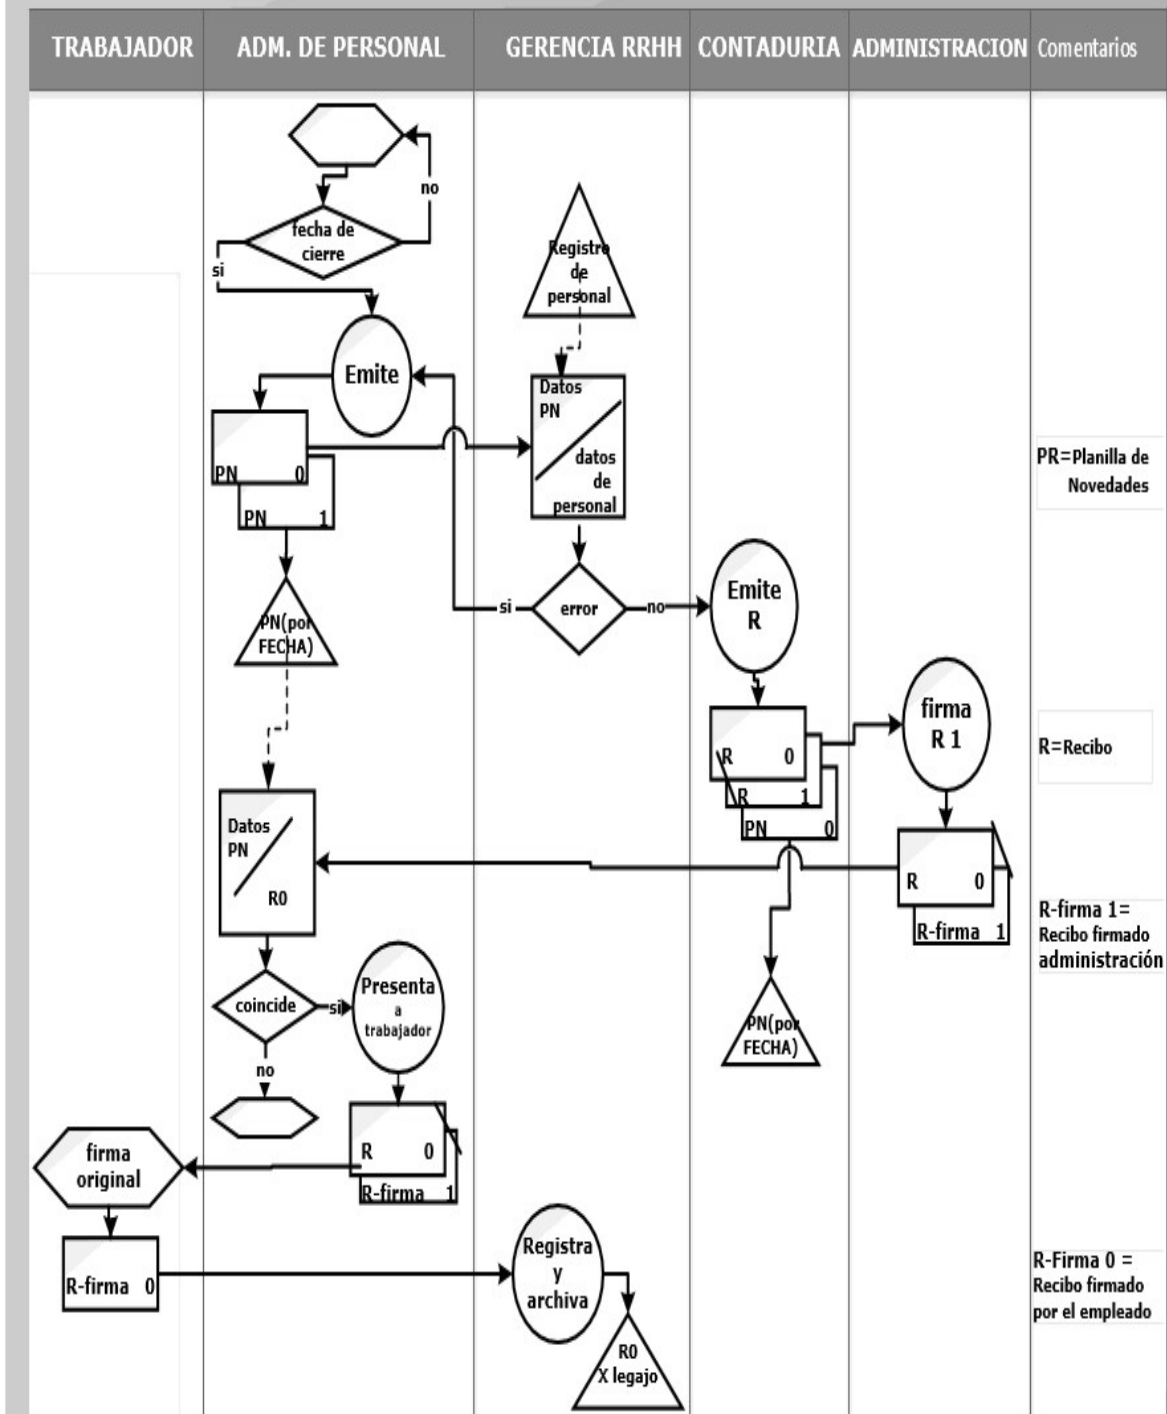 TRABAJADOR
ADM. DE PERSONAL
GERENCIA RRHH
CONTADURIA
ADMINISTRACION
Comentarios
no
fecha de
cierre
si
Registro
de
personal
Emite
Datos
PN
datos
de
personal
PN 0
PN 1
PR=Planilla de
Novedades
si
error
no
Emite
R
PN(por
FECHA)
firma
R 1
R 0
R 1
PN 0
R=Recibo
Datos
PN
R0
R 0
R-firma 1
R-firma 1=
Recibo firmado
administración
coincide
si
Presenta
a
trabajador
no
PN(por
FECHA)
R 0
R-firma 1
firma
original
R-firma 0
Registra
y
archiva
R-Firma 0 =
Recibo firmado
por el empleado
R0
X legajo